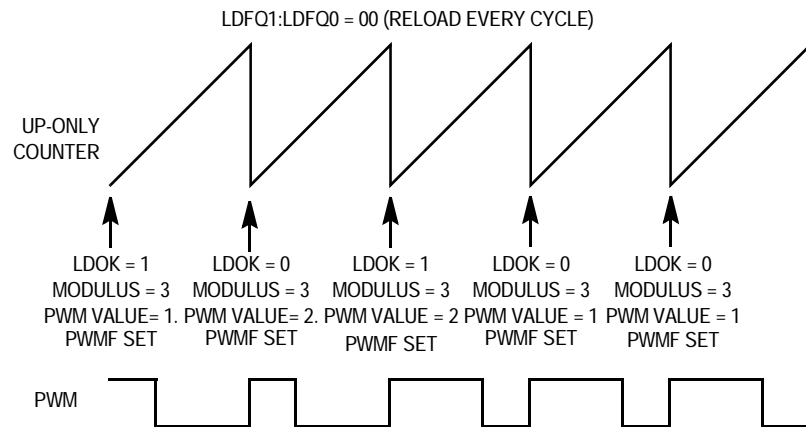 LDFQ1:LDFQ0 = 00 (RELOAD EVERY CYCLE)
UP-ONLY
COUNTER
LDOK = 1
MODULUS = 3
PWM VALUE= 1.
PWMF SET
LDOK = 0
MODULUS = 3
PWM VALUE= 2.
PWMF SET
LDOK = 1
MODULUS = 3
PWM VALUE = 2
PWMF SET
LDOK = 0
MODULUS = 3
PWM VALUE = 1
PWMF SET
LDOK = 0
MODULUS = 3
PWM VALUE = 1
PWMF SET
PWM